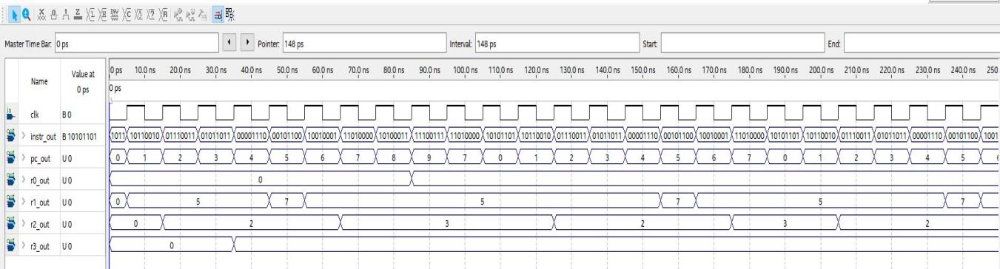 Master Time Bar: 0 ps Pointer: 148 ps Interval: 148 ps Start: End:
Name Value at 0 ps 0 ps 10.0 ns 20.0 ns 30.0 ns 40.0 ns 50.0 ns 60.0 ns 70.0 ns 80.0 ns 90.0 ns 100.0 ns 110.0 ns 120.0 ns 130.0 ns 140.0 ns 150.0 ns 160.0 ns 170.0 ns 180.0 ns 190.0 ns 200.0 ns 210.0 ns 220.0 ns 230.0 ns 240.0 ns 250
0 ps
clk B 0
instr_out B 10101101 1011 10110010 01110011 01011011 00001110 00101100 10010001 11010000 10100011 11100111 11010000 10101101 10110010 01110011 01011011 00001110 00101100 10010001 11010000 10101101 10110010 01110011 01011011 00001110 00101100 1001
pc_out U 0 0 1 2 3 4 5 6 7 8 9 7 0 1 2 3 4 5 6 7 0 1 2 3 4 5 6
r0_out U 0 0
r1_out U 0 0 5 7 5 7 5 7
r2_out U 0 0 2 3 2 3 2
r3_out U 0 0